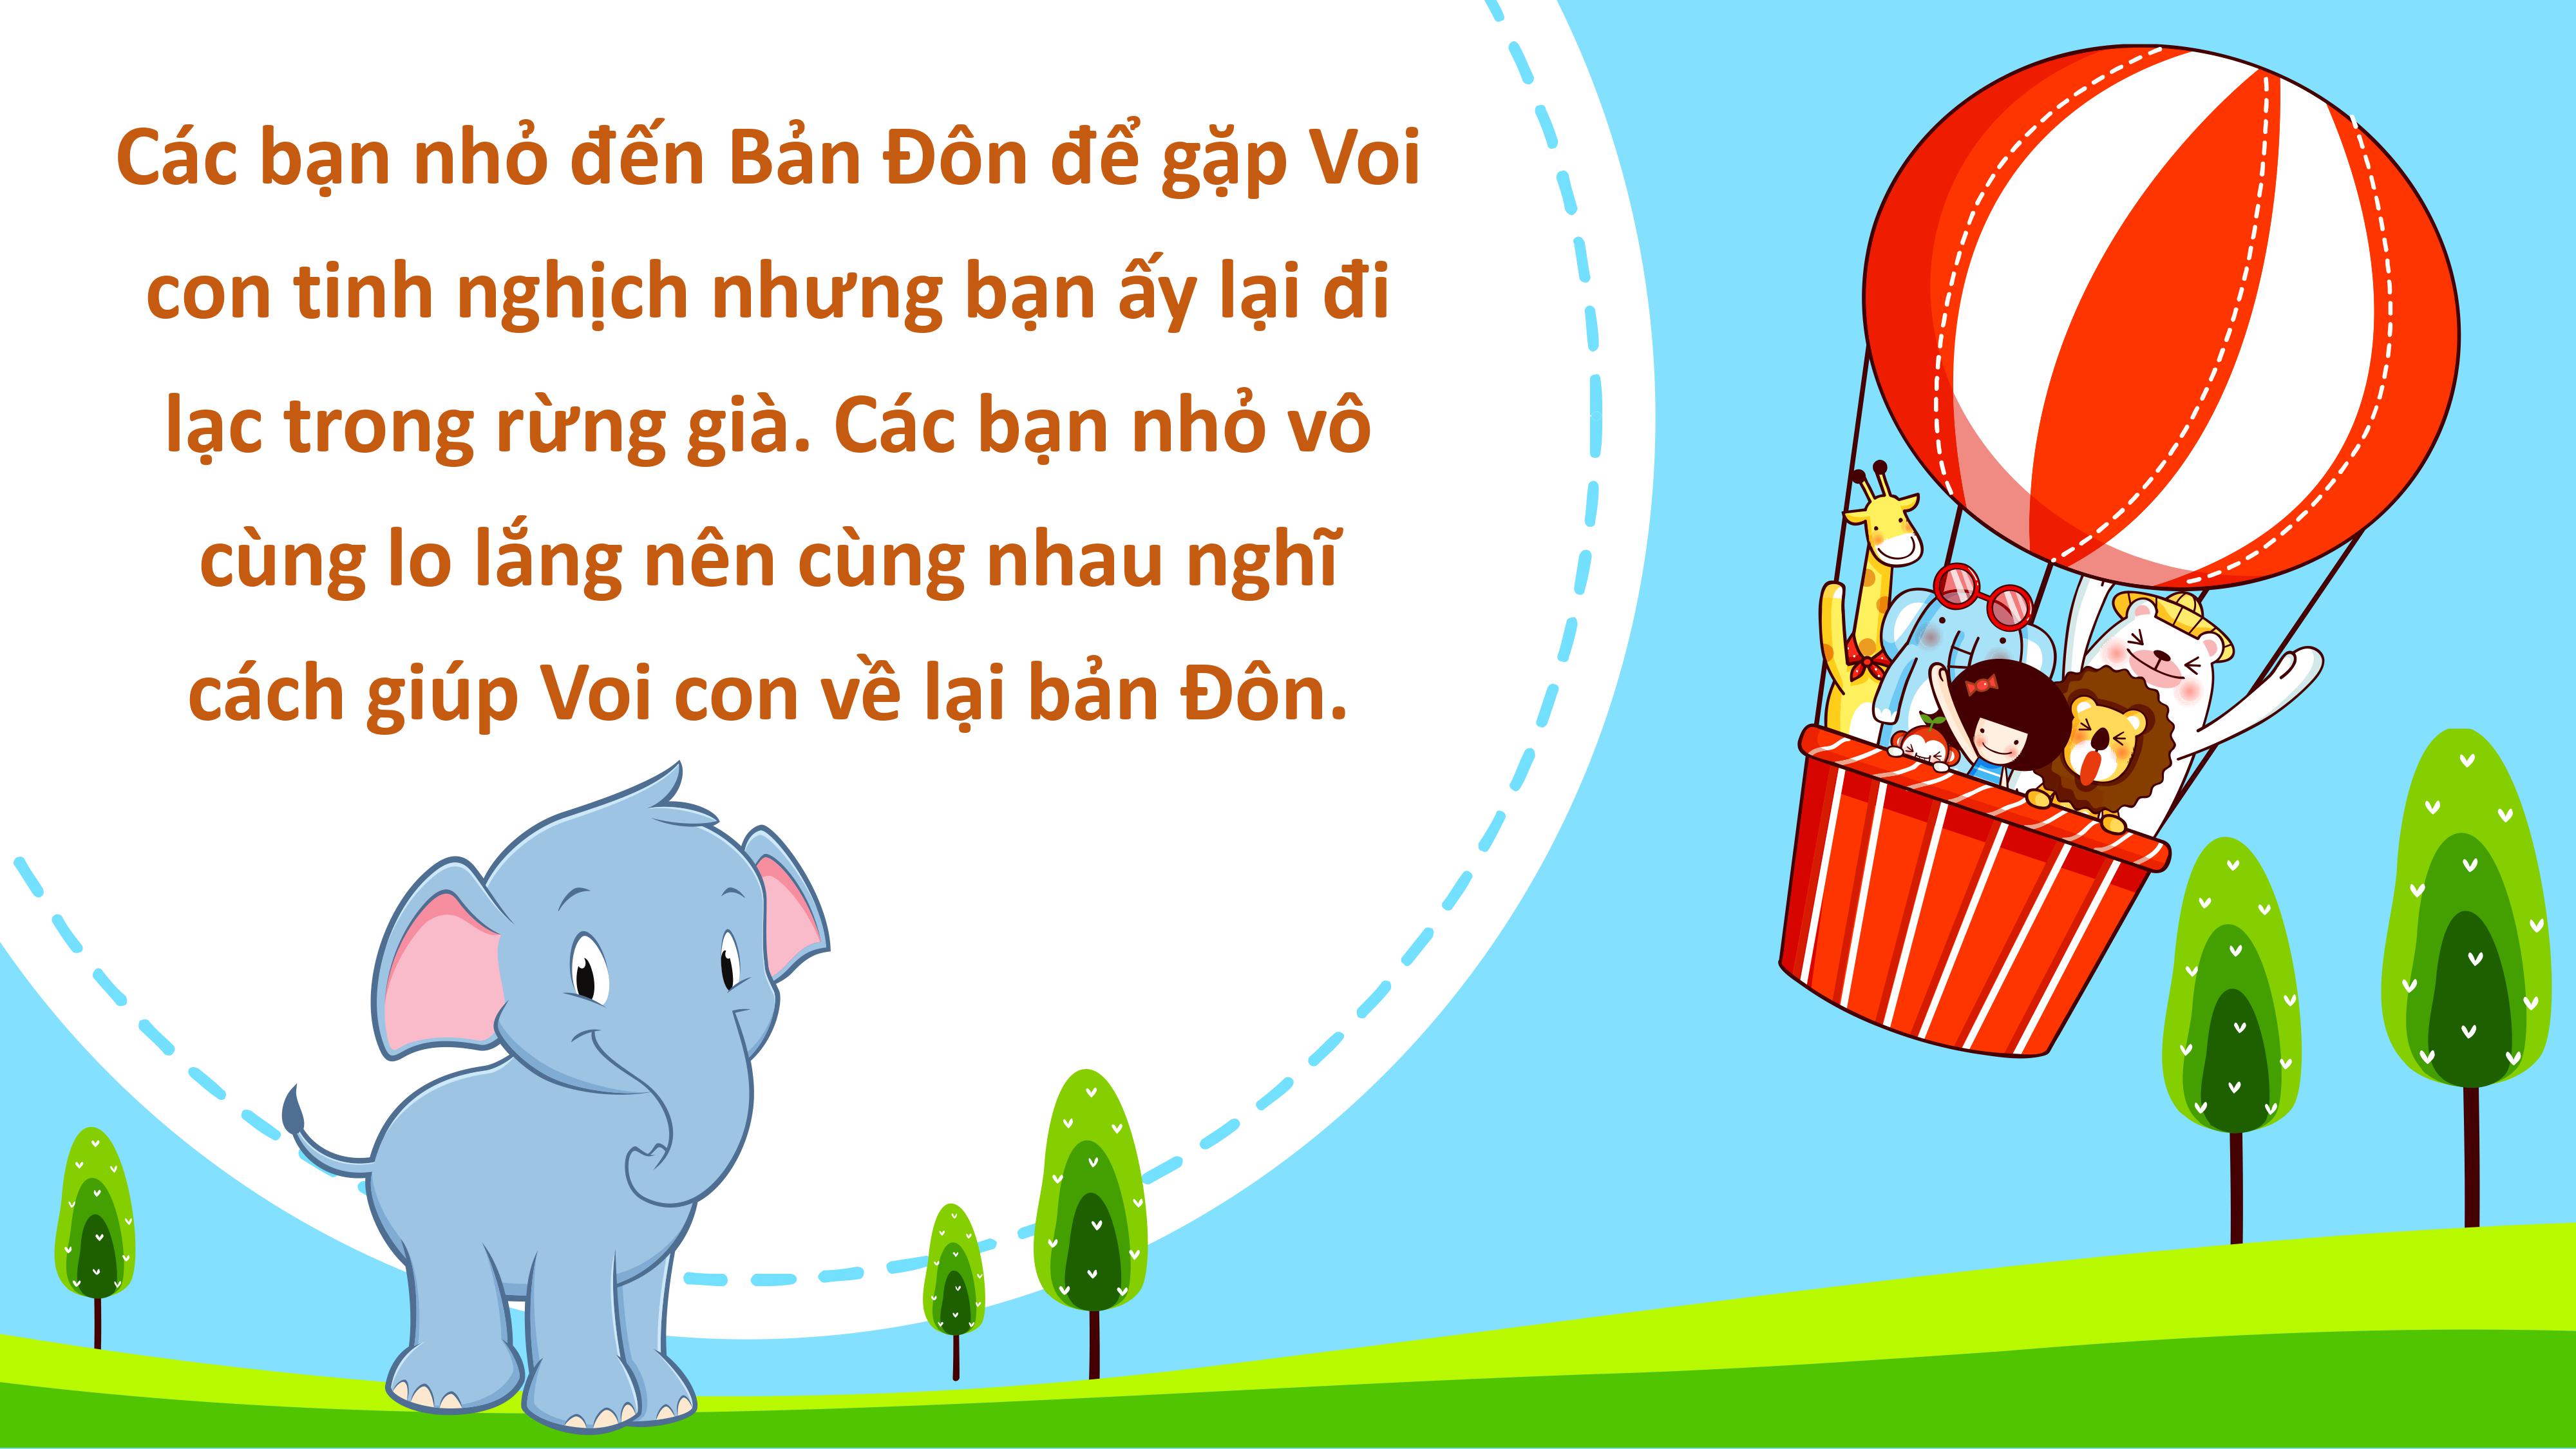 Các bạn nhỏ đến Bản Đôn để gặp Voi
con tinh nghịch nhưng bạn ấy lại đi
lạc trong rừng già. Các bạn nhỏ vô
cùng lo lắng nên cùng nhau nghĩ
cách giúp Voi con về lại bản Đôn.